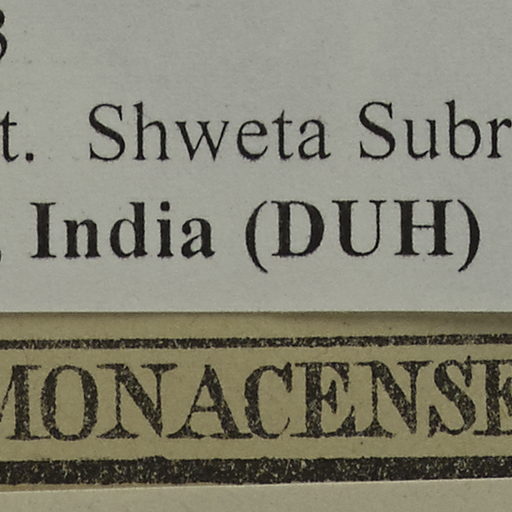 t. Shweta Subr
, India (DUH)
MONACENSE